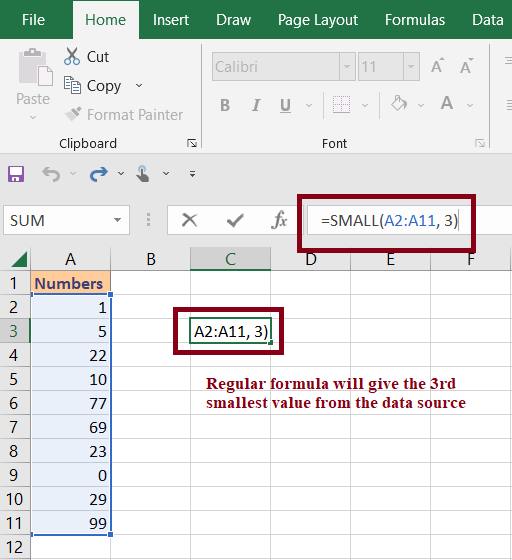 File Home Insert Draw Page Layout Formulas Data
Cut
Copy
Paste
Format Painter
Clipboard
Calibri 11 A A
B I U A
Font
SUM fx =SMALL(A2:A11, 3)
A B C D E F
1 Numbers
2 1
3 5 A2:A11, 3)
4 22
5 10 Regular formula will give the 3rd
6 77 smallest value from the data source
7 69
8 23
9 0
10 29
11 99
12